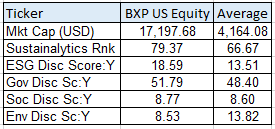 Ticker BXP US Equity Average
Mkt Cap (USD) 17,197.68 4,164.08
Sustainalytics Rnk 79.37 66.67
ESG Disc Score:Y 18.59 13.51
Gov Disc Sc:Y 51.79 48.40
Soc Disc Sc:Y 8.77 8.60
Env Disc Sc:Y 8.53 13.82